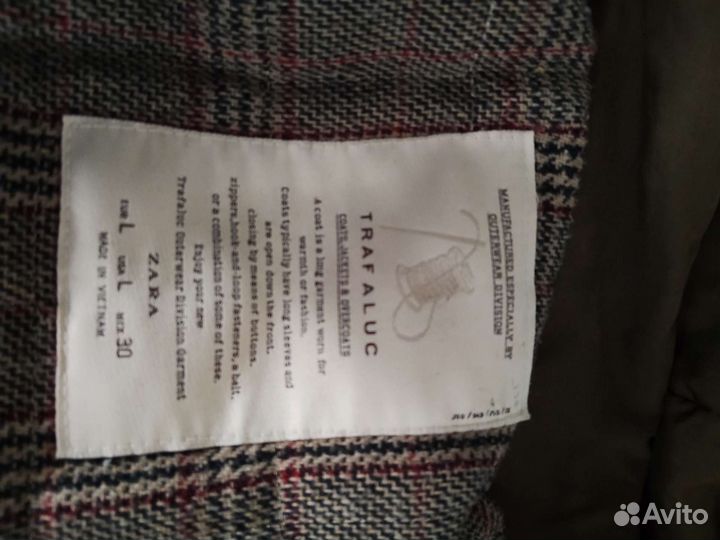 MANUFACTURED ESPECIALLY BY
OUTERWEAR DIVISION
TRAFALUC
COATS, JACKETS & OVERCOATS
A coat is a long garment worn for
warmth or fashion.
Coats typically have long sleeves and
are open down the front,
closing by means of buttons,
zippers, hook-and-loop fasteners, a belt,
or a combination of some of these.
Enjoy your new
Trafaluc Outerwear Division Garment
ZARA
EUR L USA L MEX 30
MADE IN VIETNAM
Avito